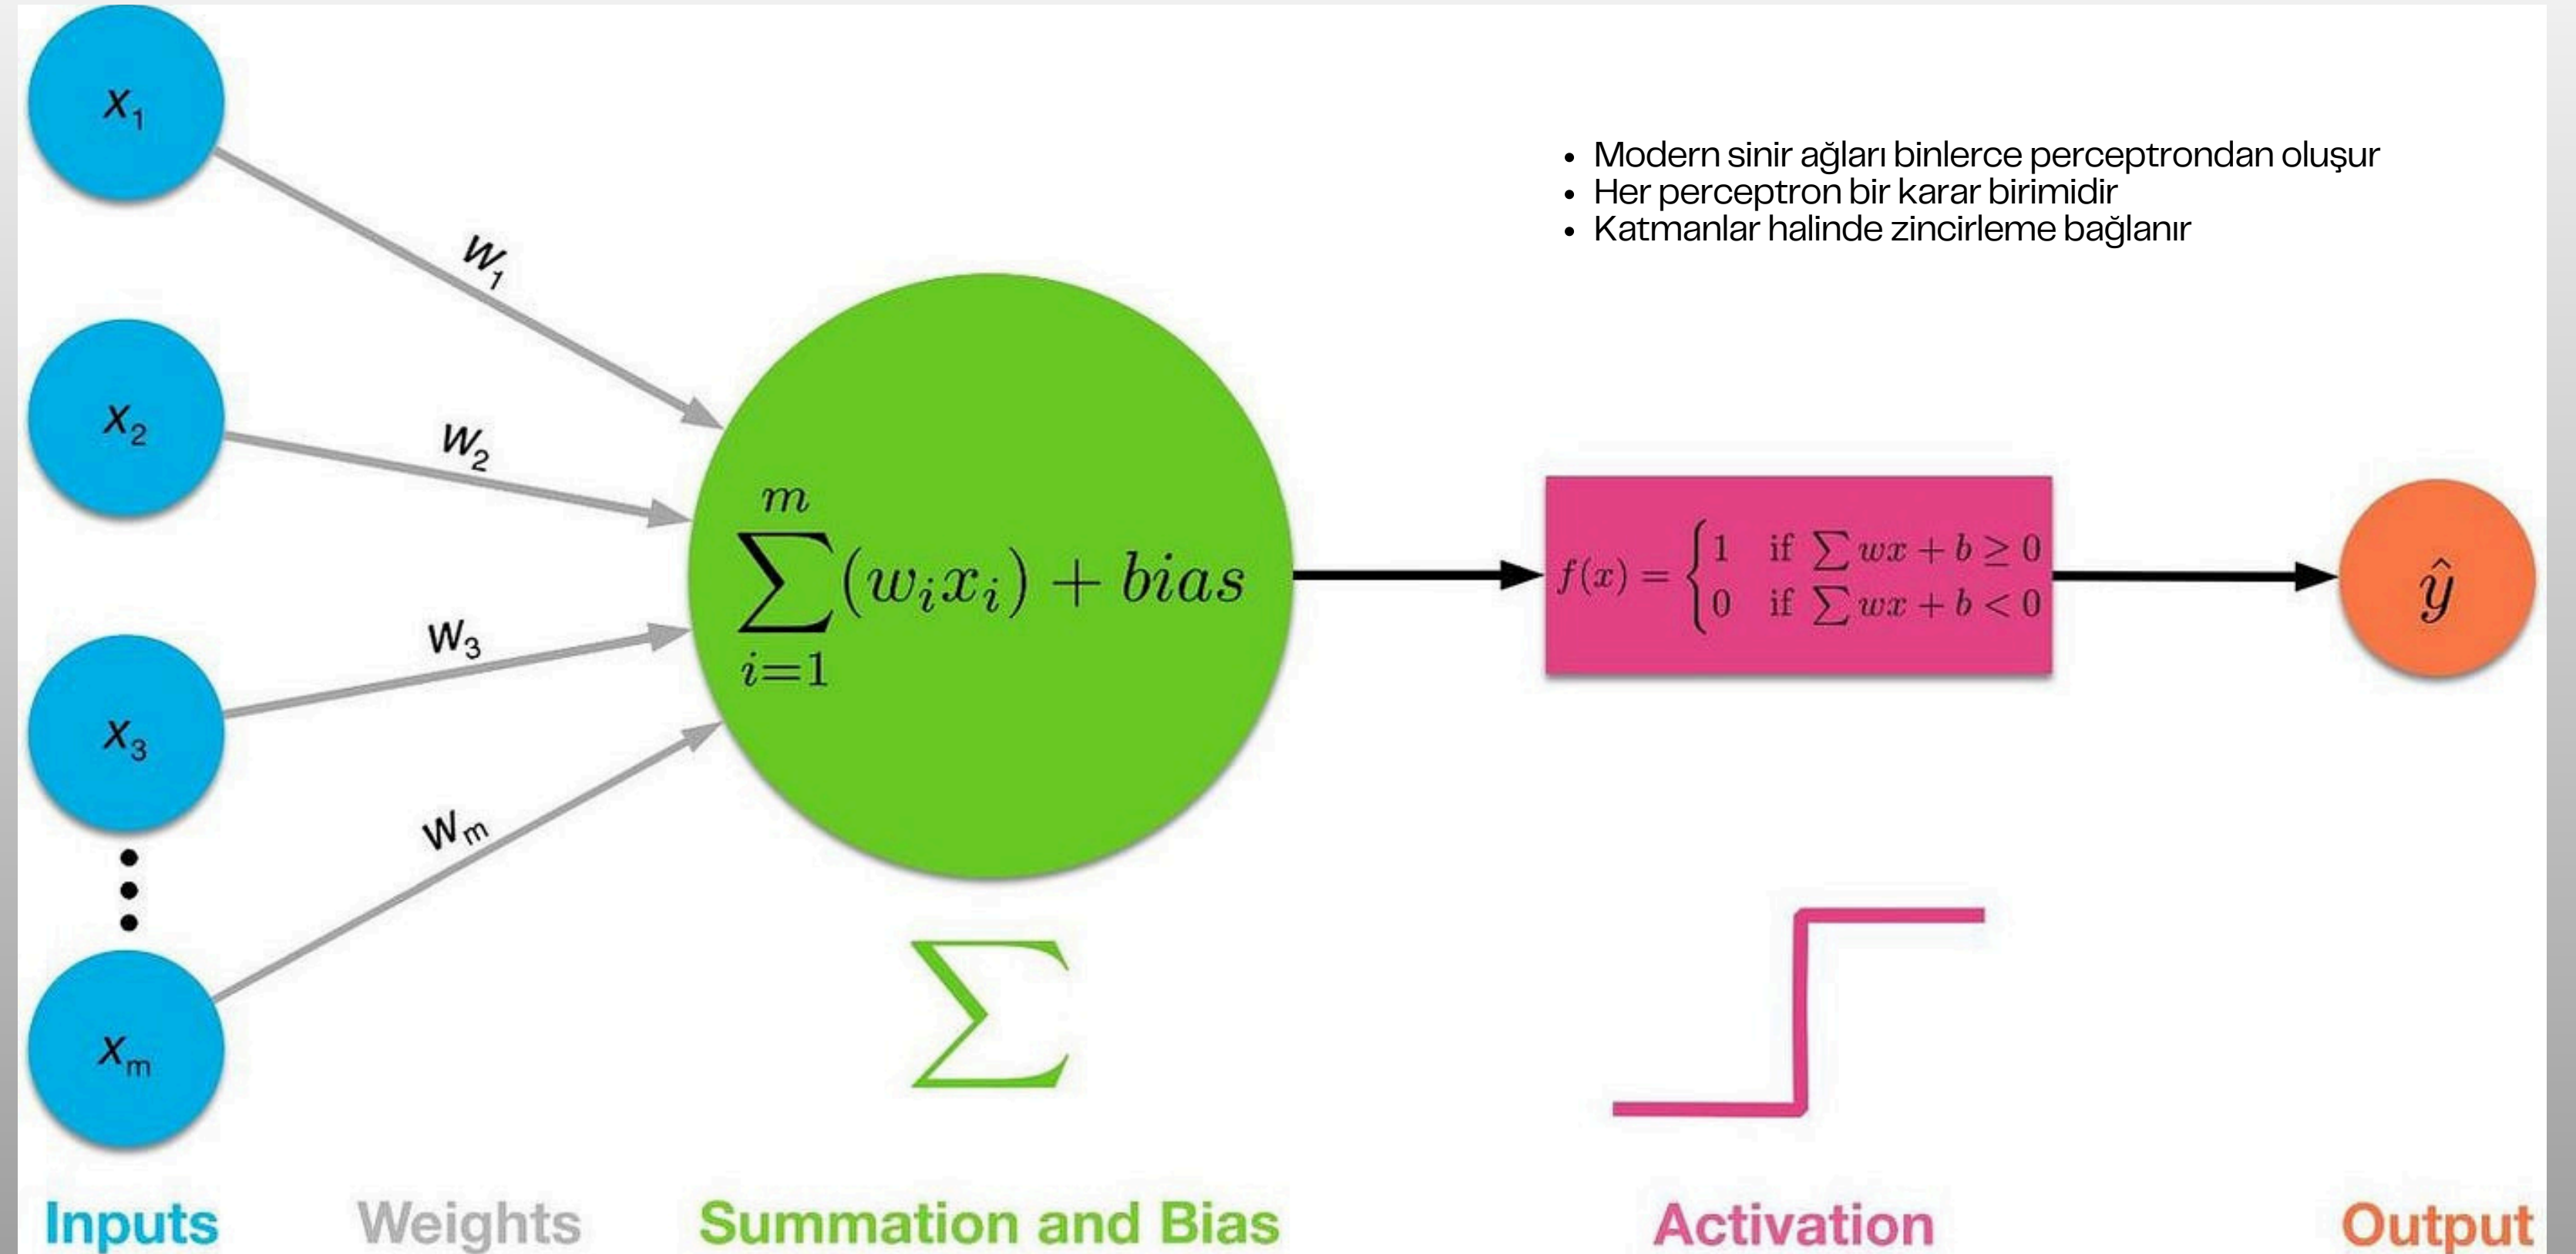 x₁
x₂
x₃
xₘ
w₁
w₂
w₃
wₘ
m
∑(wᵢxᵢ) + bias
i=1
∑
• Modern sinir ağları binlerce perceptrondan oluşur
• Her perceptron bir karar birimidir
• Katmanlar halinde zincirleme bağlanır
f(x) = {1 if ∑ wx + b ≥ 0
0 if ∑ wx + b < 0
ŷ
Inputs Weights Summation and Bias Activation Output